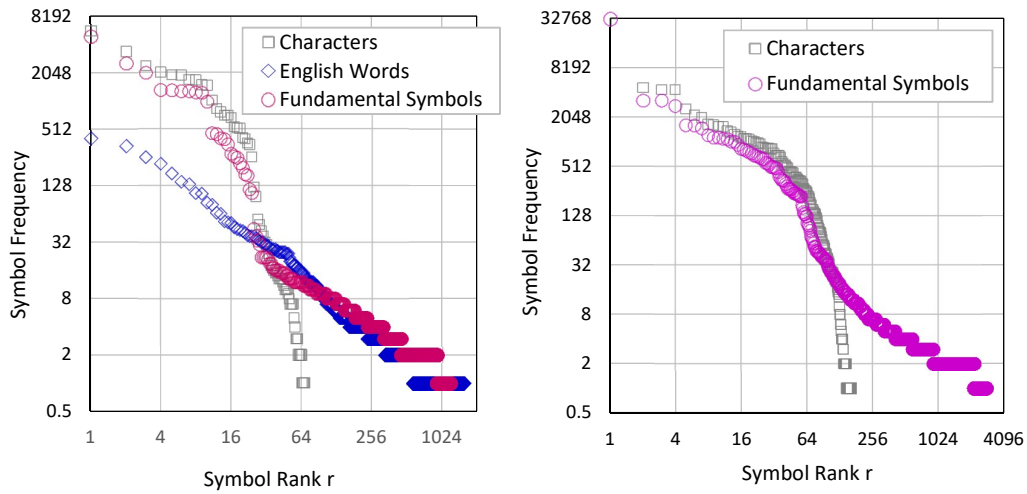 8192
2048
512
128
32
8
2
0.5
Symbol Frequency
Characters
English Words
Fundamental Symbols
1 4 16 64 256 1024
Symbol Rank r
32768
8192
2048
512
128
32
8
2
0.5
Symbol Frequency
Characters
Fundamental Symbols
1 4 16 64 256 1024 4096
Symbol Rank r